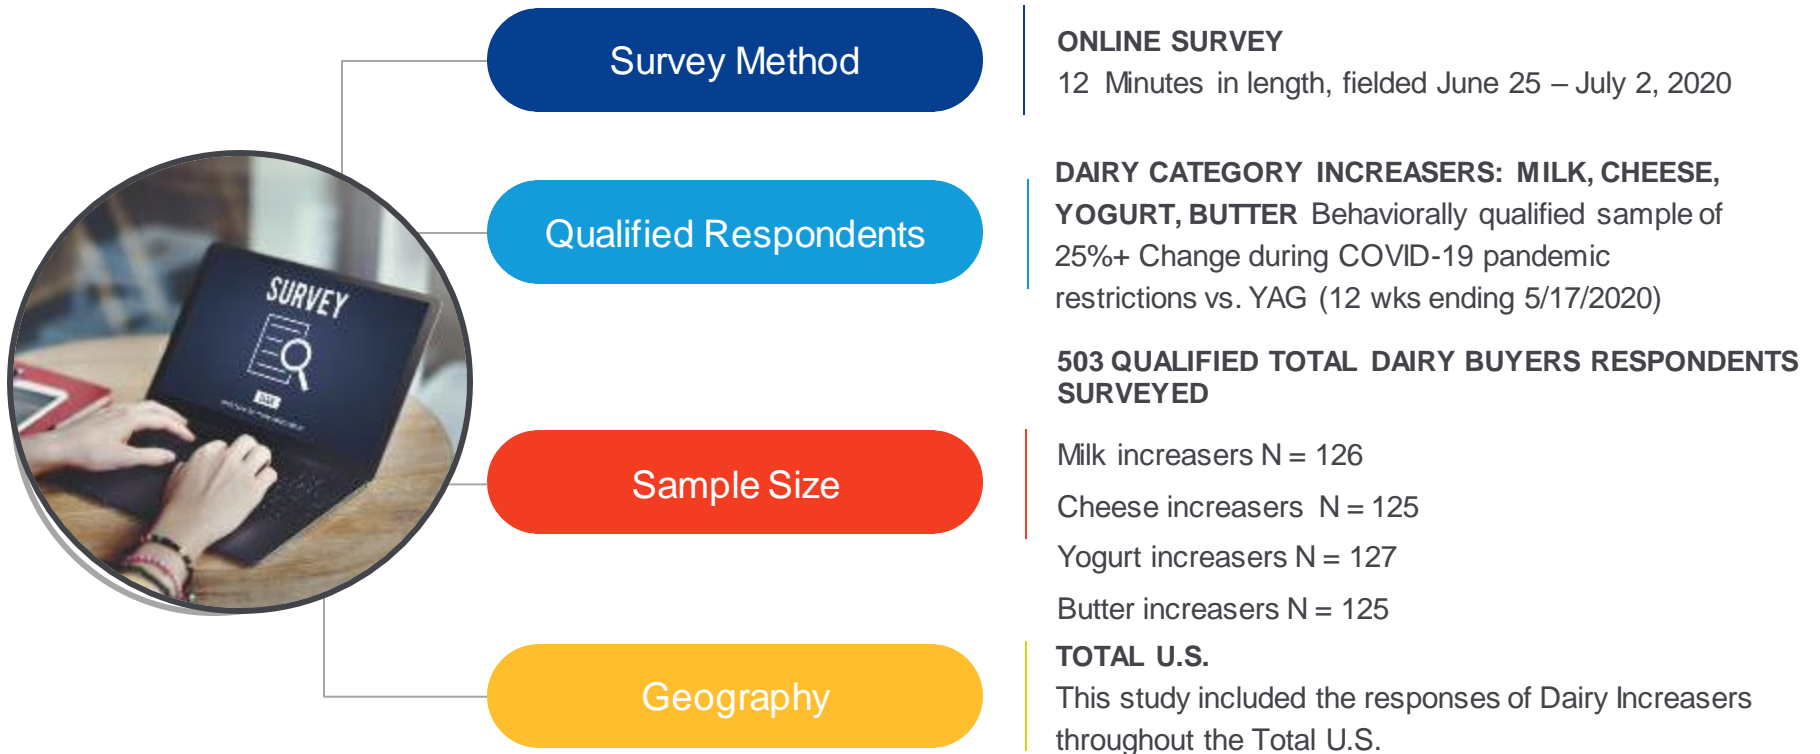 Survey Method
ONLINE SURVEY
12 Minutes in length, fielded June 25 – July 2, 2020
Qualified Respondents
DAIRY CATEGORY INCREASERS: MILK, CHEESE,
YOGURT, BUTTER Behaviorally qualified sample of
25%+ Change during COVID-19 pandemic
restrictions vs. YAG (12 wks ending 5/17/2020)
SURVEY
Sample Size
503 QUALIFIED TOTAL DAIRY BUYERS RESPONDENTS
SURVEYED
Milk increasers N = 126
Cheese increasers N = 125
Yogurt increasers N = 127
Butter increasers N = 125
Geography
TOTAL U.S.
This study included the responses of Dairy Increasers
throughout the Total U.S.